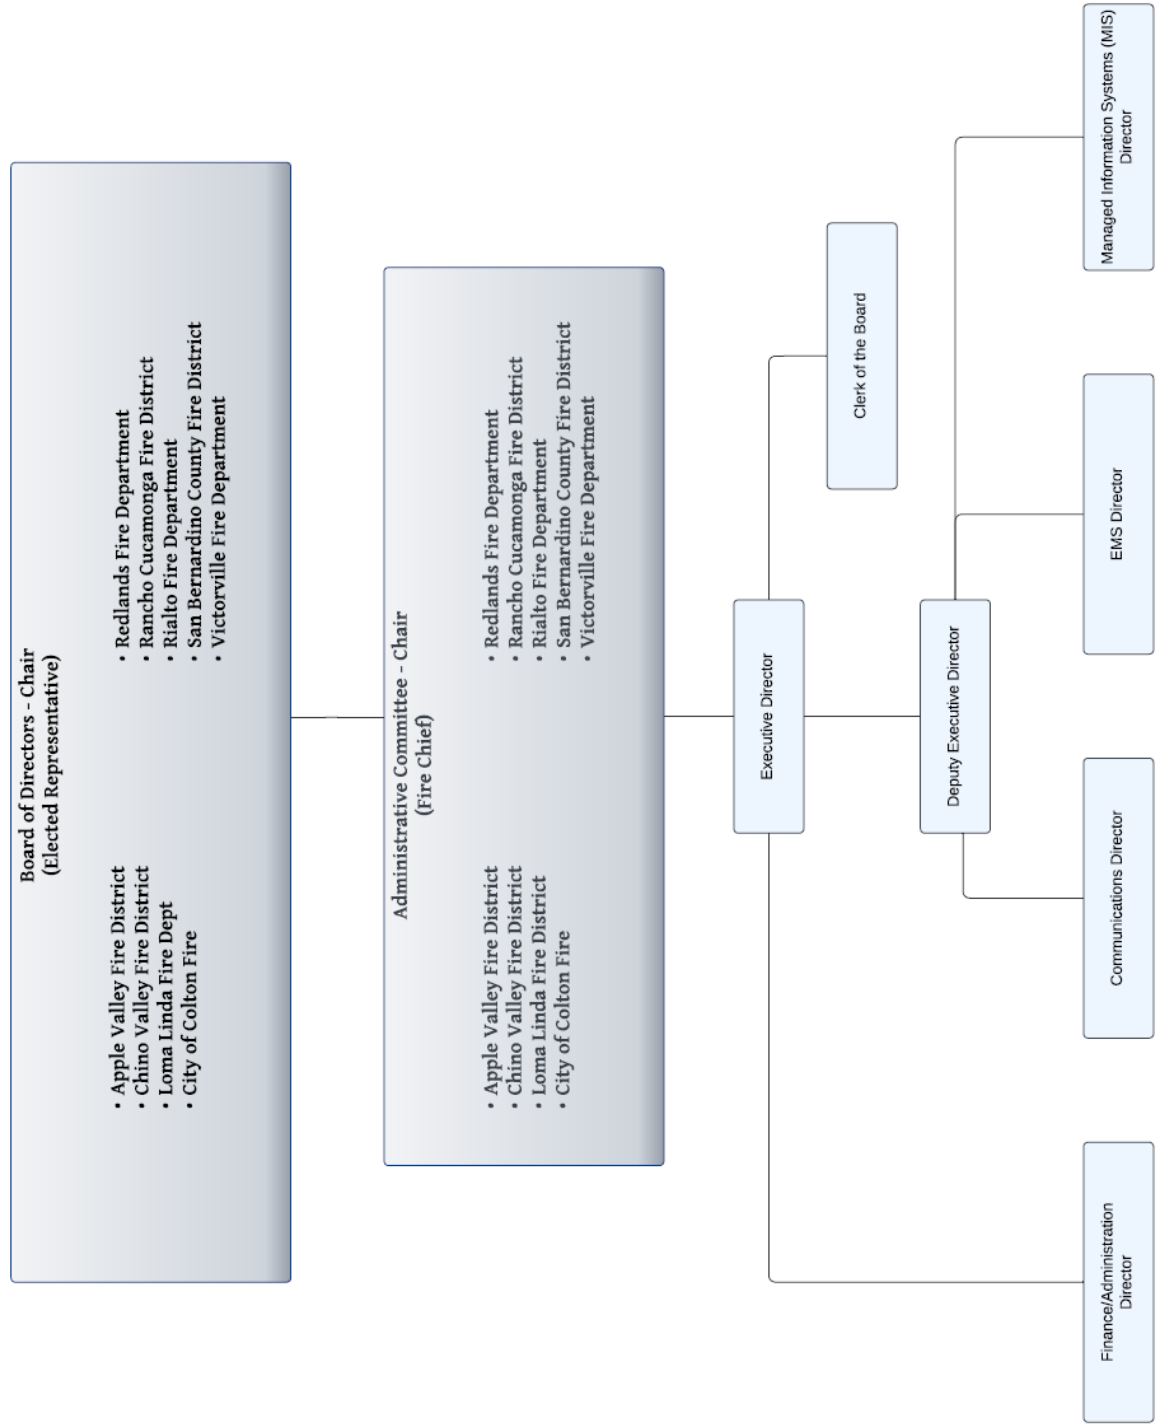 Board of Directors - Chair
(Elected Representative)
• Apple Valley Fire District
• Chino Valley Fire District
• Loma Linda Fire Dept
• City of Colton Fire
• Redlands Fire Department
• Rancho Cucamonga Fire District
• Rialto Fire Department
• San Bernardino County Fire District
• Victorville Fire Department
Administrative Committee - Chair
(Fire Chief)
• Apple Valley Fire District
• Chino Valley Fire District
• Loma Linda Fire District
• City of Colton Fire
• Redlands Fire Department
• Rancho Cucamonga Fire District
• Rialto Fire Department
• San Bernardino County Fire District
• Victorville Fire Department
Executive Director
Clerk of the Board
Deputy Executive Director
Finance/Administration
Director
Communications Director
EMS Director
Managed Information Systems (MIS)
Director